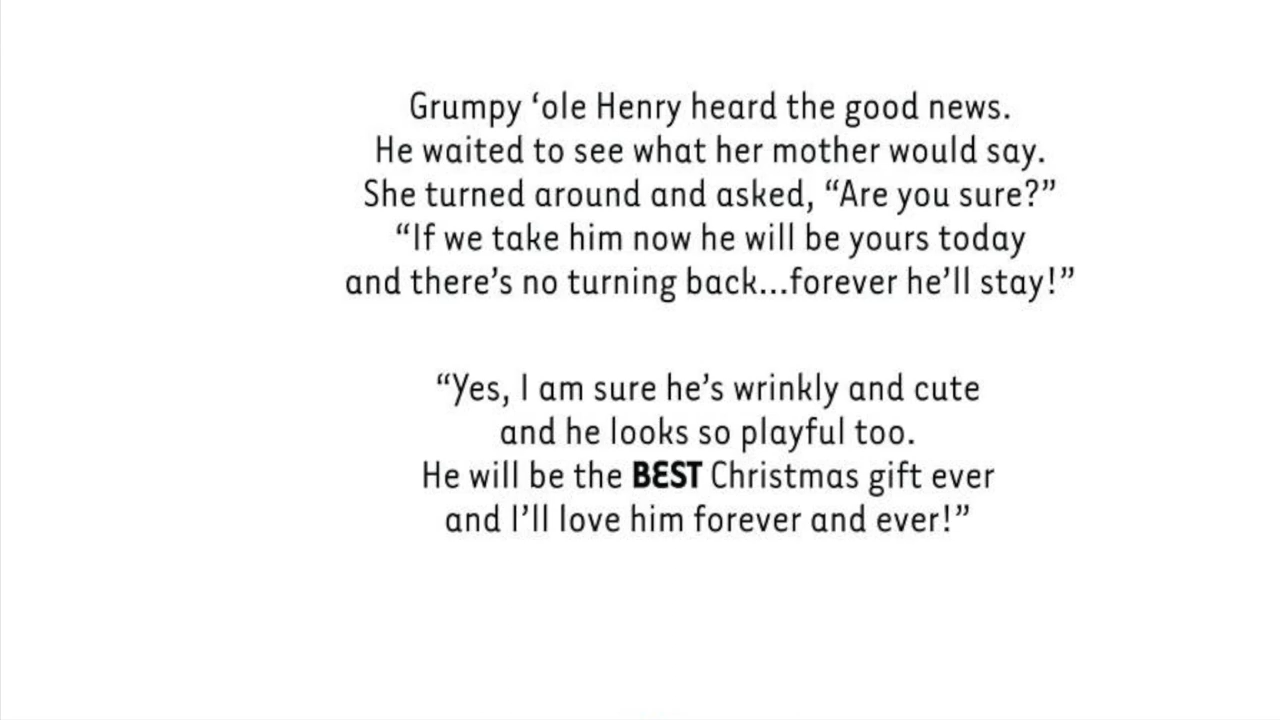 Grumpy ‘ole Henry heard the good news.
He waited to see what her mother would say.
She turned around and asked, “Are you sure?”
“If we take him now he will be yours today
and there’s no turning back...forever he’ll stay!”
“Yes, I am sure he’s wrinkly and cute
and he looks so playful too.
He will be the BEST Christmas gift ever
and I’ll love him forever and ever!”